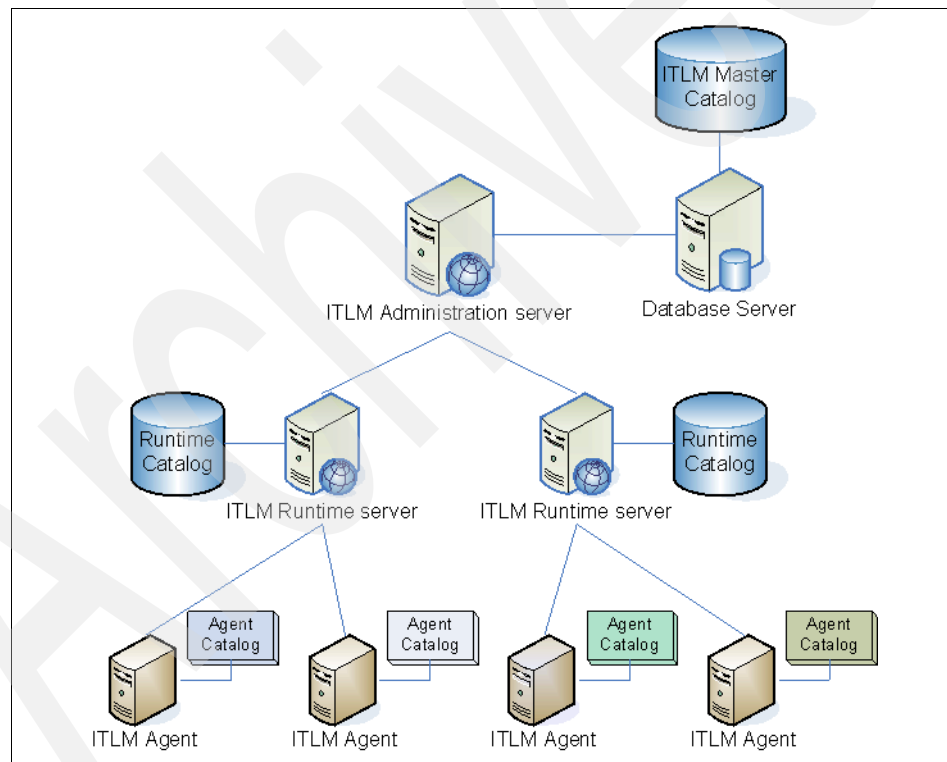 ITLM Master
Catalog
ITLM Administration server
Database Server
Runtime
Catalog
ITLM Runtime server
ITLM Runtime server
Runtime
Catalog
Agent
Catalog
Agent
Catalog
Agent
Catalog
Agent
Catalog
ITLM Agent
ITLM Agent
ITLM Agent
ITLM Agent
Archived